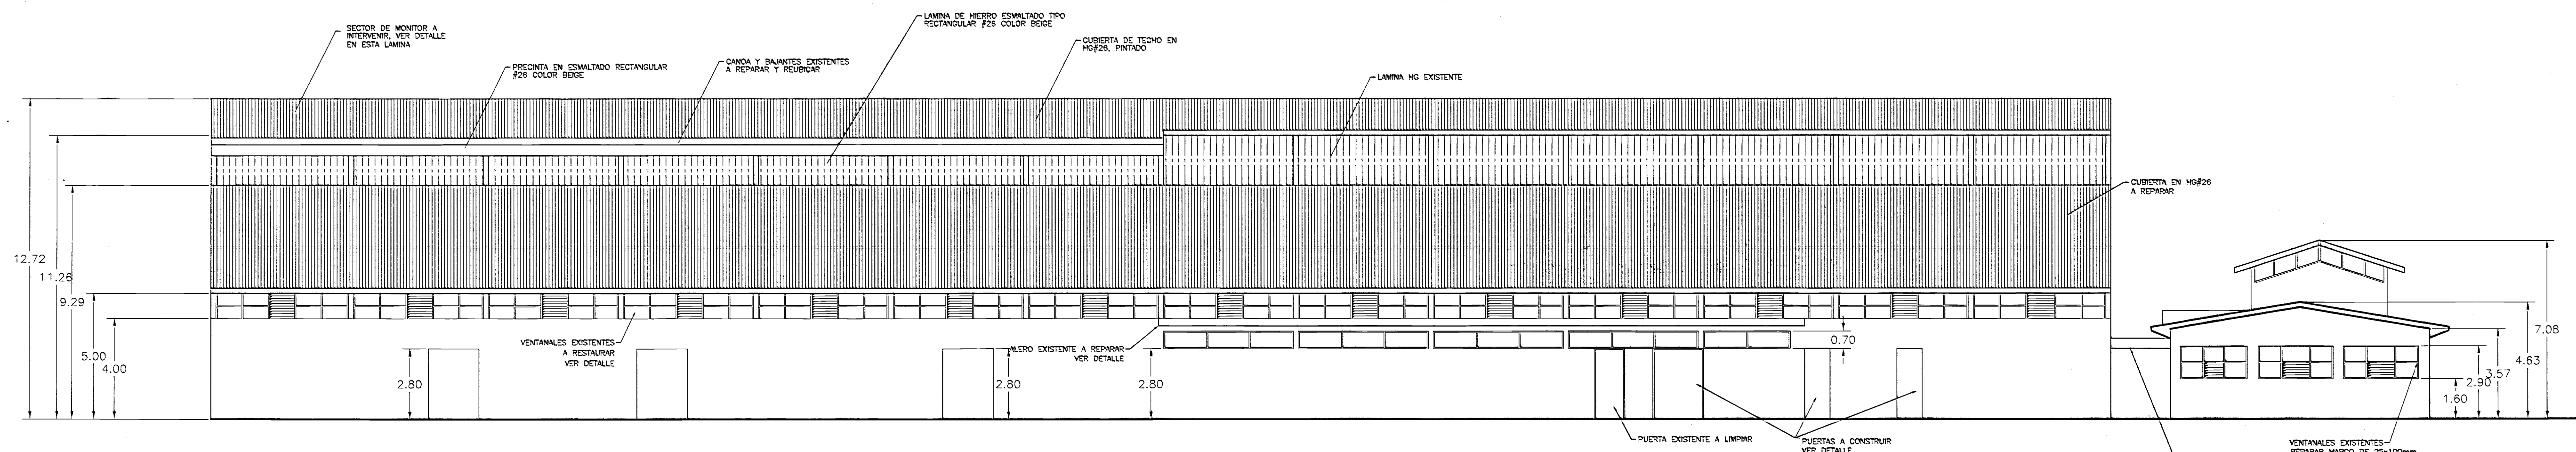 SECTOR DE MONITOR A
INTERVENIR, VER DETALLE
EN ESTA LAMINA
PRECINTA EN ESMALTADO RECTANGULAR
#26 COLOR BEIGE
CANOA Y BAJANTES EXISTENTES
A REPARAR Y REUBICAR
LAMINA DE HIERRO ESMALTADO TIPO
RECTANGULAR #26 COLOR BEIGE
CUBIERTA DE TECHO EN
HG#26, PINTADO
LAMINA HG EXISTENTE
CUBIERTA EN HG#26
A REPARAR
12.72
11.26
9.29
5.00
4.00
2.80
VENTANALES EXISTENTES
A RESTAURAR
VER DETALLE
2.80
ALERO EXISTENTE A REPARAR
VER DETALLE
2.80
0.70
PUERTA EXISTENTE A LIMPIAR
PUERTAS A CONSTRUIR
VER DETALLE
7.08
4.63
3.57
2.90
1.60
VENTANALES EXISTENTES
REPARAR MARCO DE 25x100mm